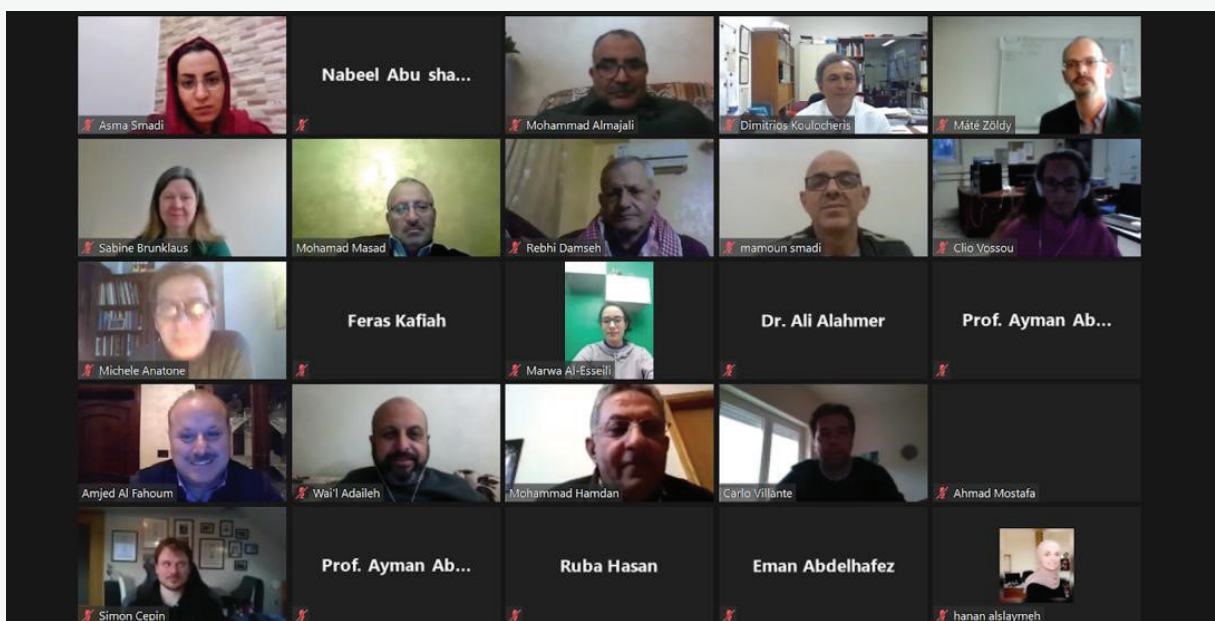 Asma Smadi
Nabeel Abu sha...
Mohammad Almajali
Dimitrios Koulocheris
Máté Zöldy
Sabine Brunklaus
Mohamad Masad
Rebhi Damseh
mamoun smadi
Clio Vossou
Michele Anatone
Feras Kafiah
Marwa Al-Esseili
Dr. Ali Alahmer
Prof. Ayman Ab...
Amjed Al Fahoum
Wai'l Adaileh
Mohammad Hamdan
Carlo Villante
Ahmad Mostafa
Simon Cepin
Prof. Ayman Ab...
Ruba Hasan
Eman Abdelhafez
hanan alslaymeh